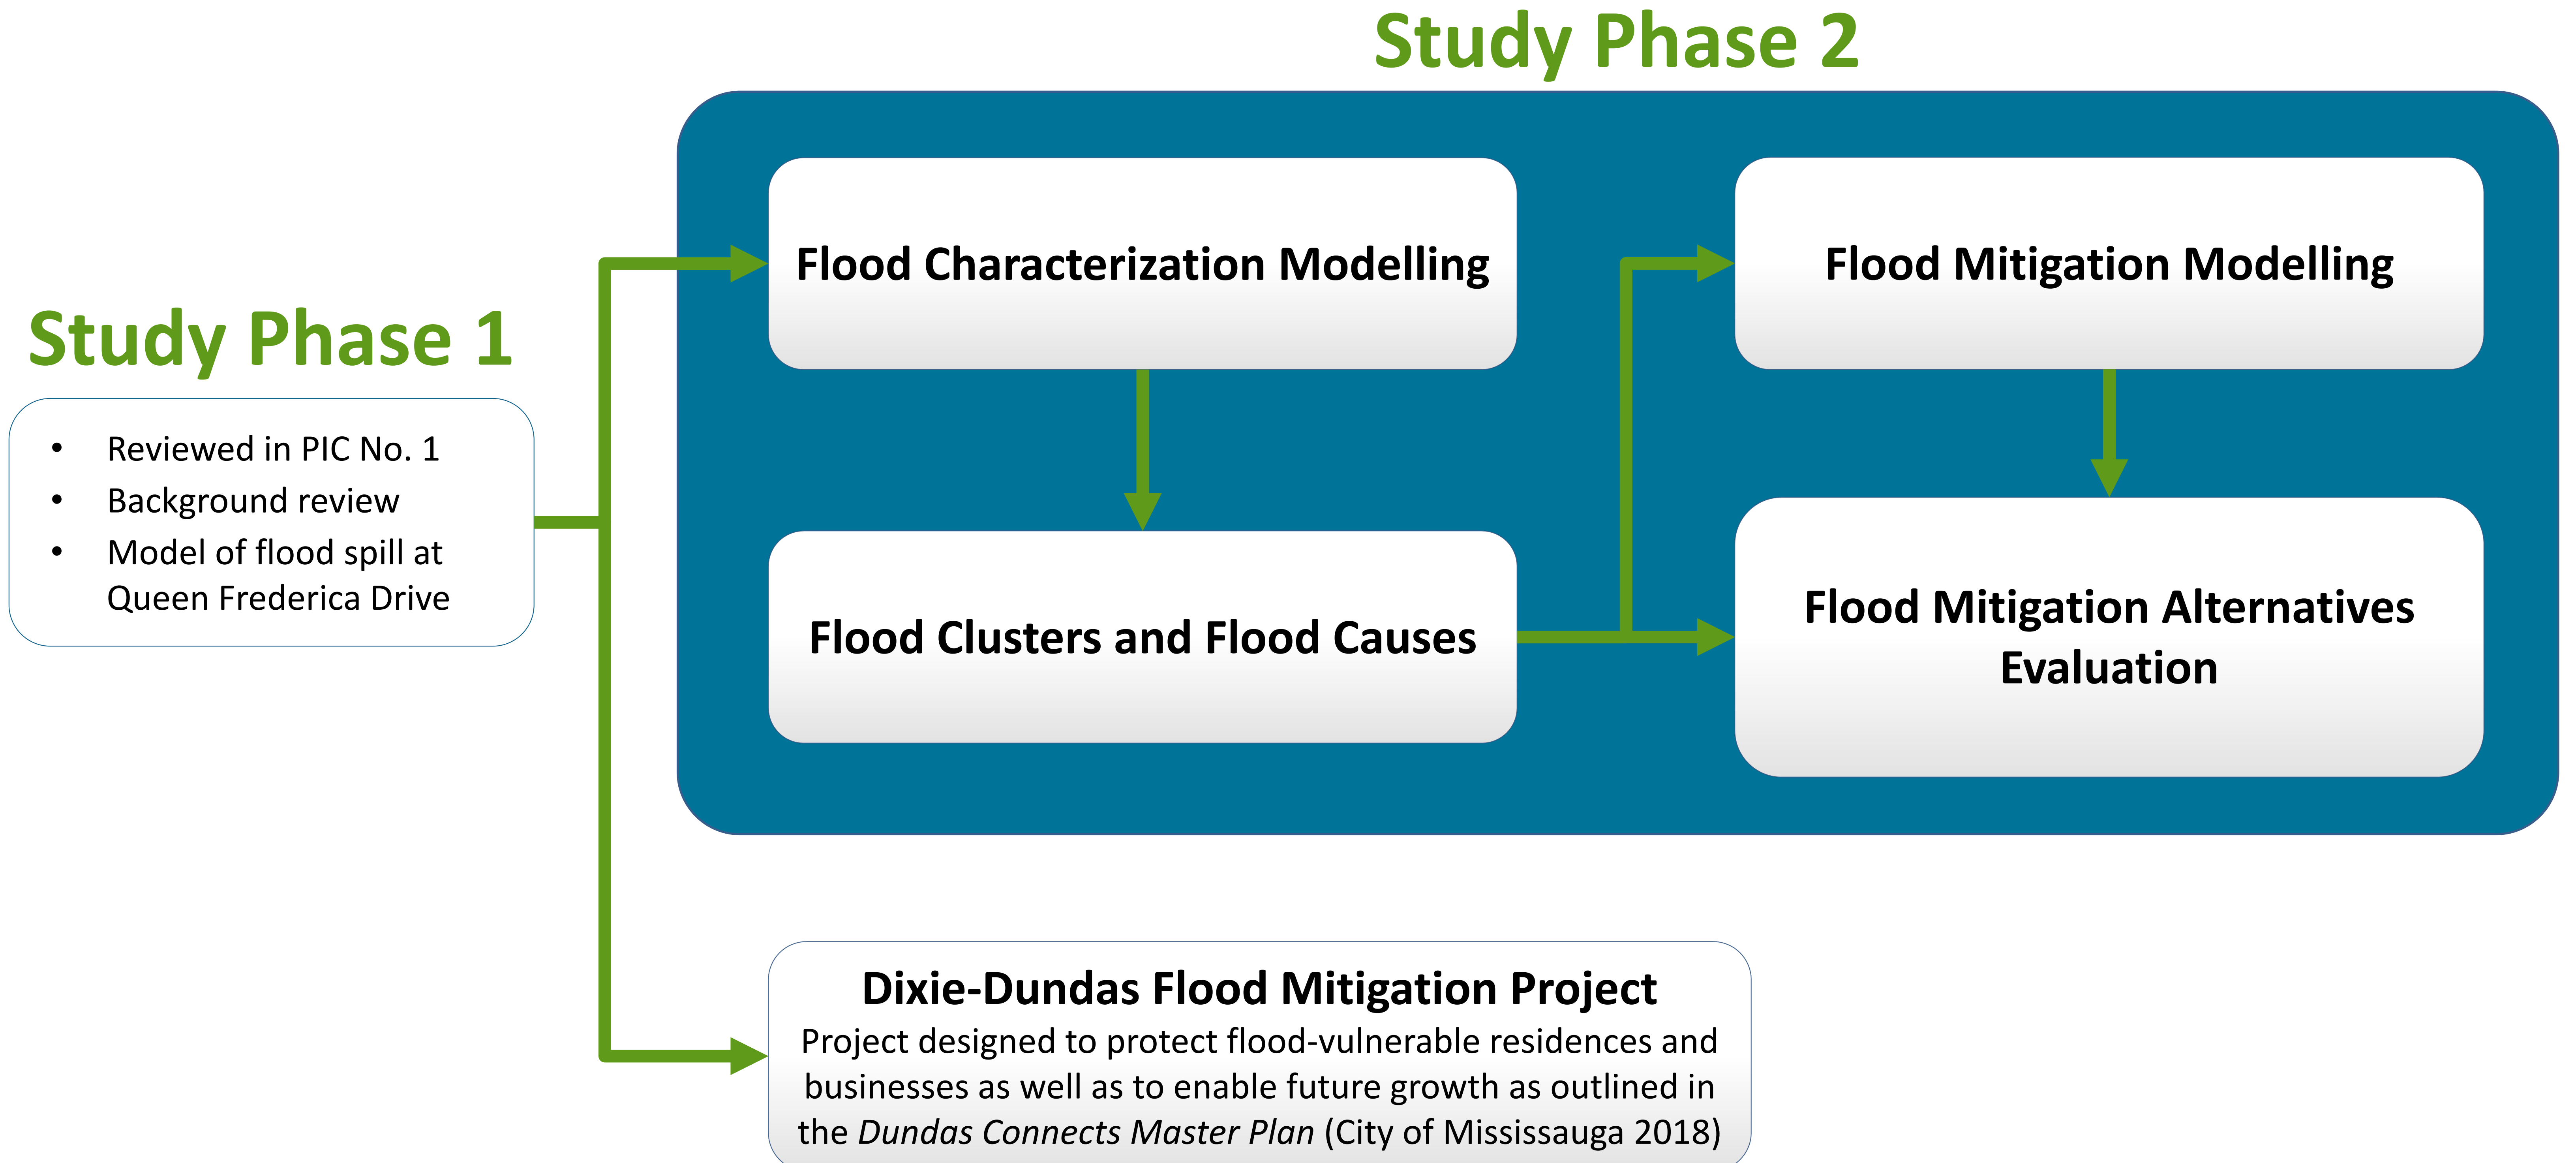 Study Phase 2
Study Phase 1
• Reviewed in PIC No. 1
• Background review
• Model of flood spill at
Queen Frederica Drive
Flood Characterization Modelling
Flood Clusters and Flood Causes
Flood Mitigation Modelling
Flood Mitigation Alternatives
Evaluation
Dixie-Dundas Flood Mitigation Project
Project designed to protect flood-vulnerable residences and
businesses as well as to enable future growth as outlined in
the Dundas Connects Master Plan (City of Mississauga 2018)